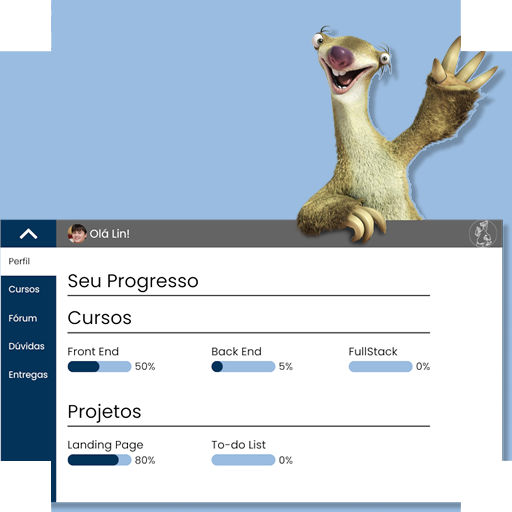 Olá Lin!
Perfil
Cursos
Fórum
Dúvidas
Entregas
Seu Progresso
Cursos
Front End
50%
Back End
5%
FullStack
0%
Projetos
Landing Page
80%
To-do List
0%